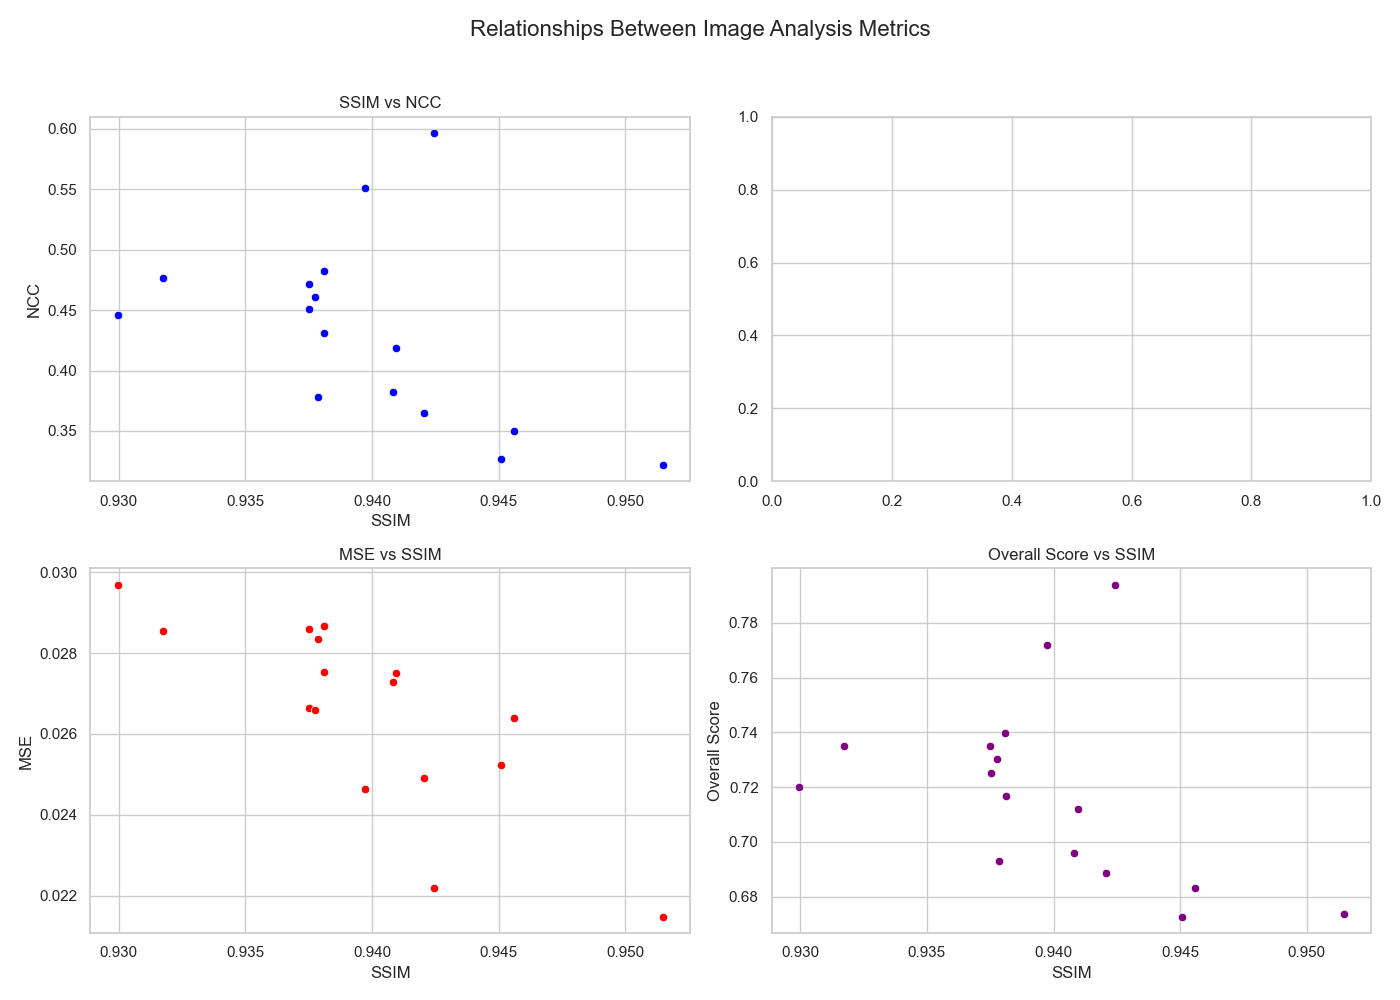 Relationships Between Image Analysis Metrics
SSIM vs NCC
0.60
0.55
0.50
0.45
0.40
0.35
NCC
0.930 0.935 0.940 0.945 0.950
SSIM
1.0
0.8
0.6
0.4
0.2
0.0
0.0 0.2 0.4 0.6 0.8 1.0
MSE vs SSIM
0.030
0.028
0.026
0.024
0.022
MSE
0.930 0.935 0.940 0.945 0.950
SSIM
Overall Score vs SSIM
0.78
0.76
0.74
0.72
0.70
0.68
Overall Score
0.930 0.935 0.940 0.945 0.950
SSIM